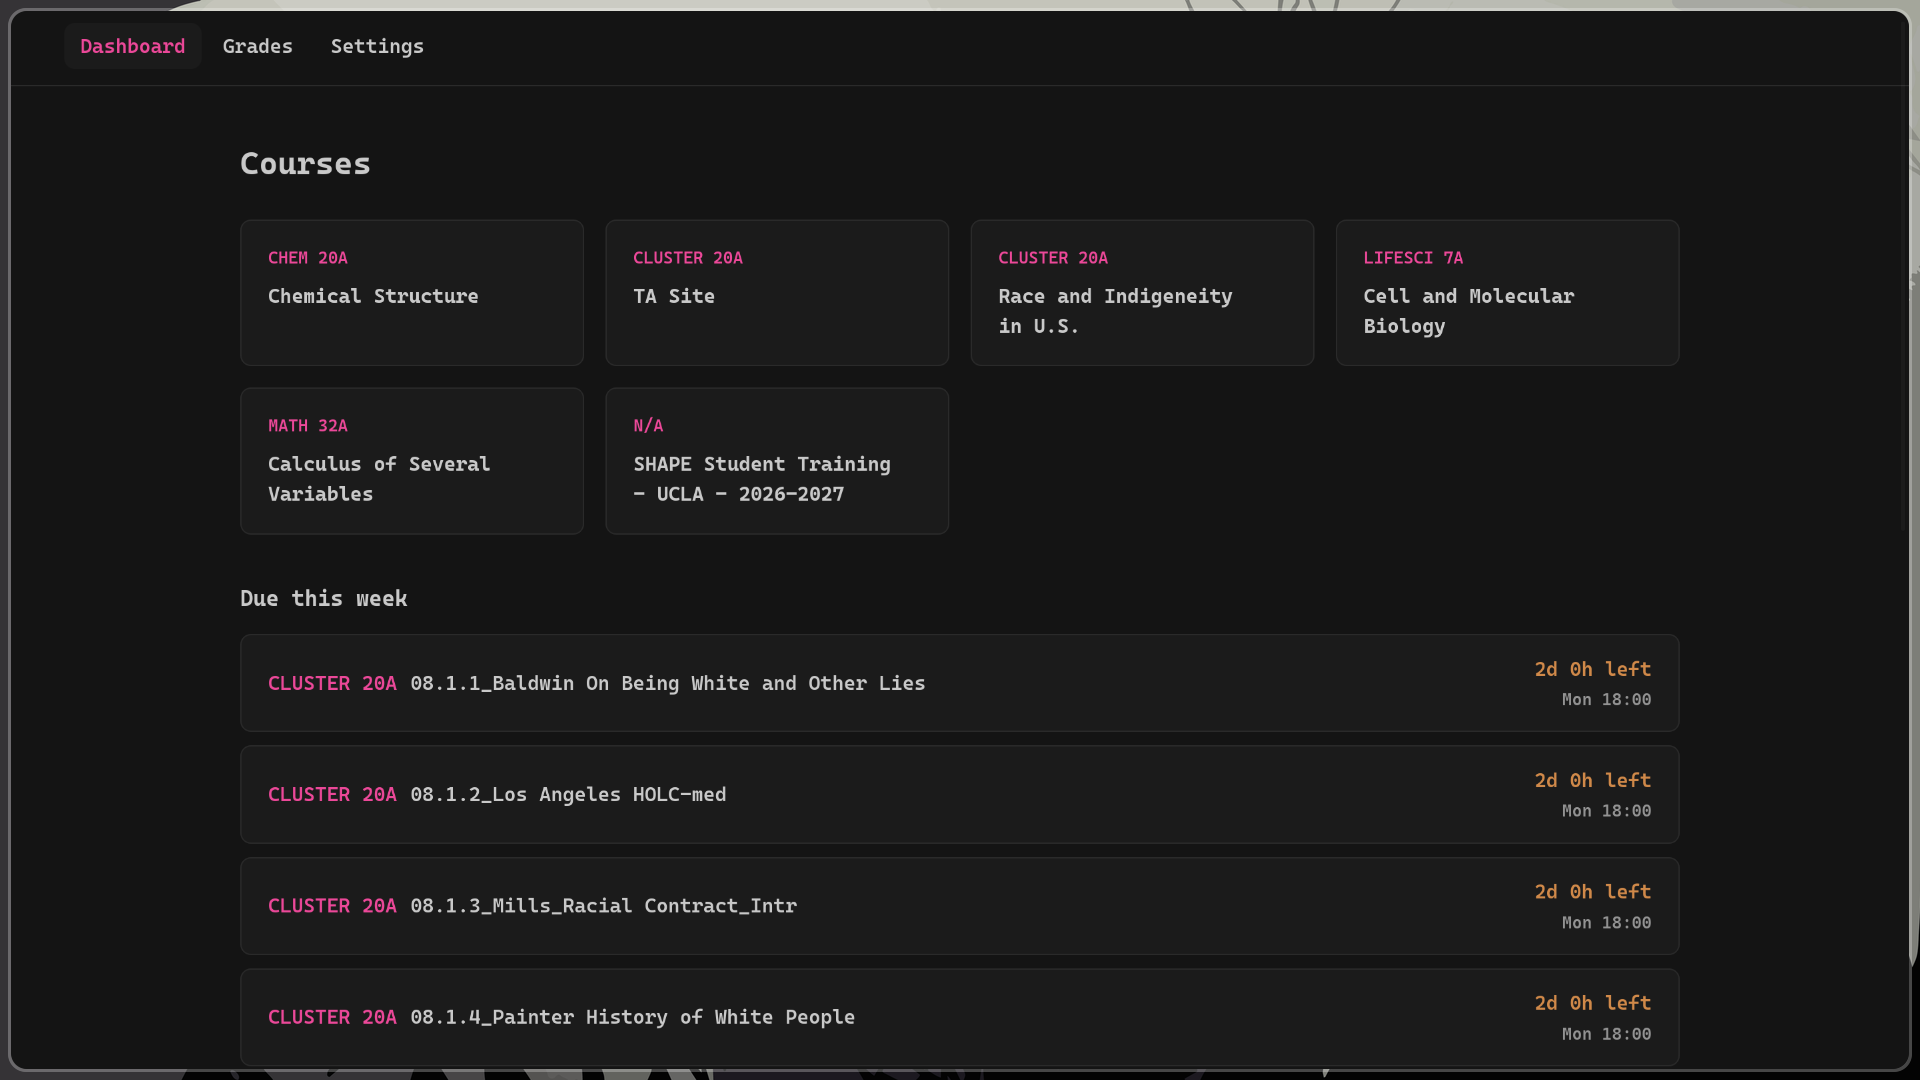 Dashboard Grades Settings
Courses
CHEM 20A
Chemical Structure
CLUSTER 20A
TA Site
CLUSTER 20A
Race and Indigeneity
in U.S.
LIFESCI 7A
Cell and Molecular
Biology
MATH 32A
Calculus of Several
Variables
N/A
SHAPE Student Training
- UCLA - 2026-2027
Due this week
CLUSTER 20A 08.1.1_Baldwin On Being White and Other Lies
2d 0h left
Mon 18:00
CLUSTER 20A 08.1.2_Los Angeles HOLC-med
2d 0h left
Mon 18:00
CLUSTER 20A 08.1.3_Mills_Racial Contract_Intr
2d 0h left
Mon 18:00
CLUSTER 20A 08.1.4_Painter History of White People
2d 0h left
Mon 18:00